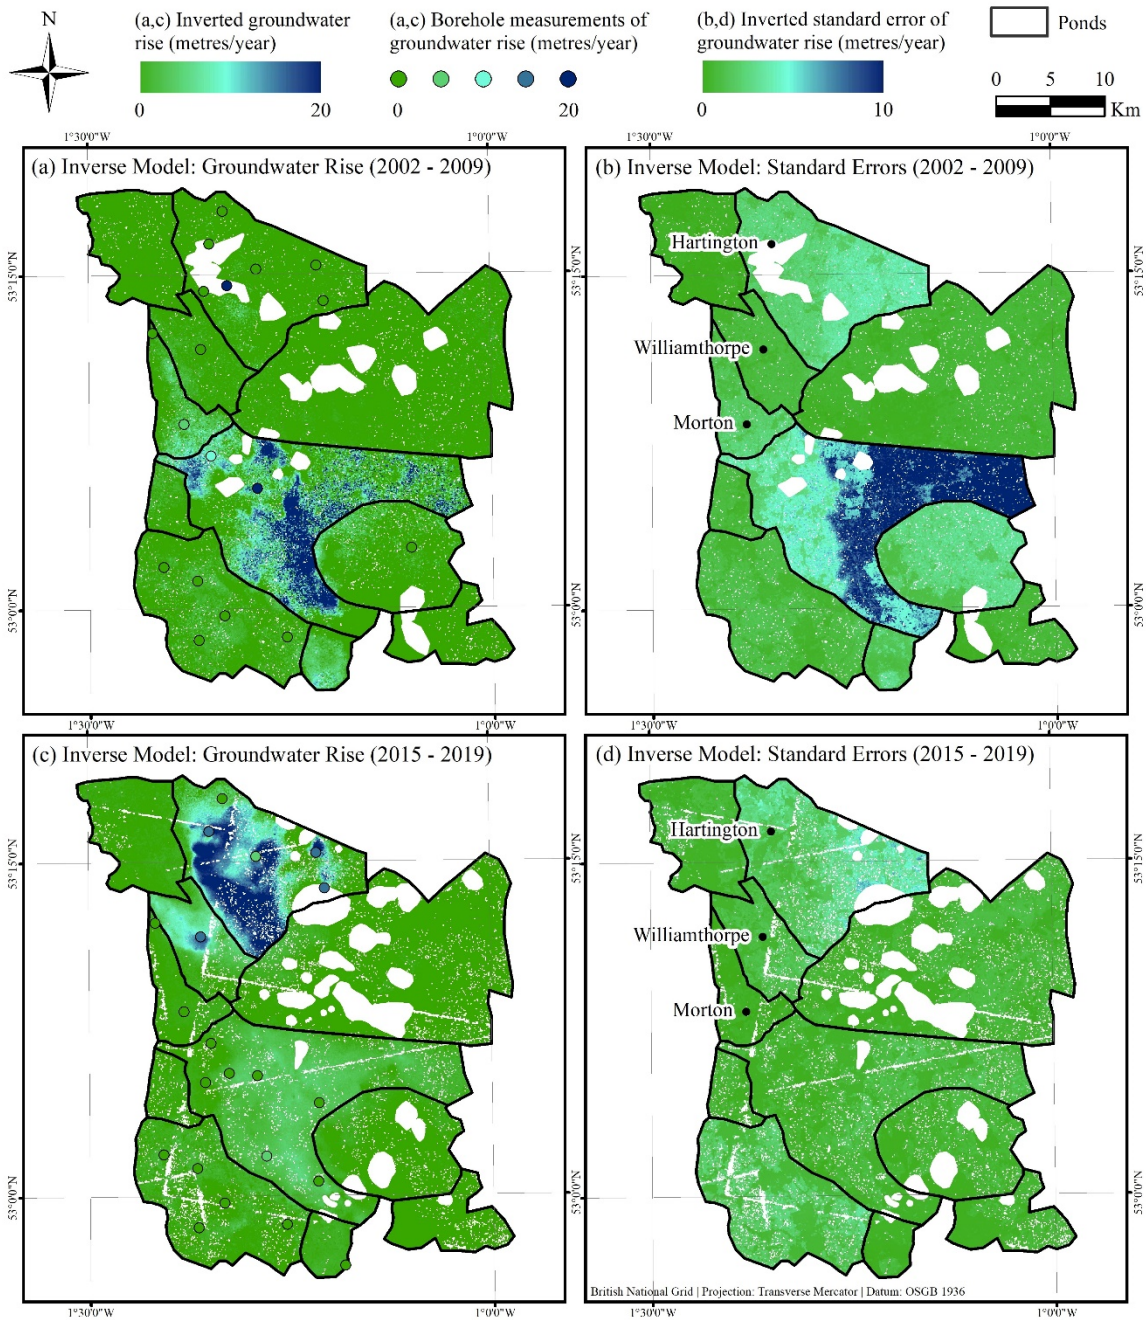 N
(a,c) Inverted groundwater
rise (metres/year)
0 20
(a,c) Borehole measurements of
groundwater rise (metres/year)
0 20
(b,d) Inverted standard error of
groundwater rise (metres/year)
0 10
Ponds
0 5 10
Km
1°30'0"W 1°0'0"W
1°30'0"W 1°0'0"W
(a) Inverse Model: Groundwater Rise (2002 - 2009)
53°15'0"N
53°0'0"N
(b) Inverse Model: Standard Errors (2002 - 2009)
Hartington
Williamthorpe
Morton
53°15'0"N
53°0'0"N
53°15'0"N
53°0'0"N
1°30'0"W 1°0'0"W
1°30'0"W 1°0'0"W
(c) Inverse Model: Groundwater Rise (2015 - 2019)
53°15'0"N
53°0'0"N
(d) Inverse Model: Standard Errors (2015 - 2019)
Hartington
Williamthorpe
Morton
53°15'0"N
53°0'0"N
53°15'0"N
53°0'0"N
British National Grid | Projection: Transverse Mercator | Datum: OSGB 1936
1°30'0"W 1°0'0"W
1°30'0"W 1°0'0"W